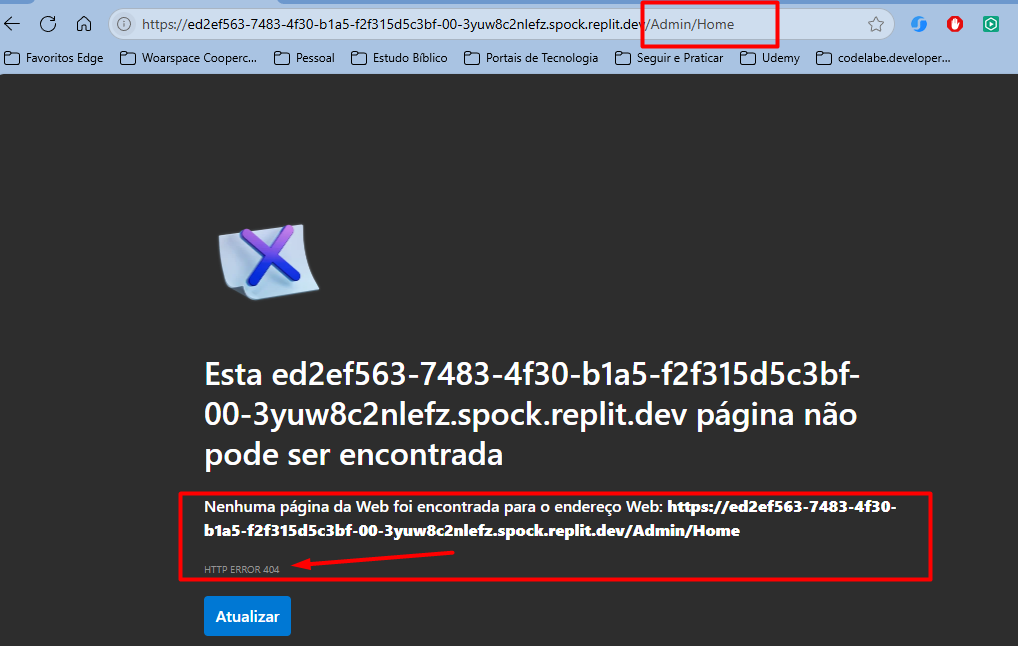 https://ed2ef563-7483-4f30-b1a5-f2f315d5c3bf-00-3yuw8c2nlefz.spock.replit.dev/Admin/Home
Favoritos Edge Woarspace Cooperc... Pessoal Estudo Bíblico Portais de Tecnologia Seguir e Praticar Udemy codelabe.developer...
Esta ed2ef563-7483-4f30-b1a5-f2f315d5c3bf-
00-3yuw8c2nlefz.spock.replit.dev página não
pode ser encontrada
Nenhuma página da Web foi encontrada para o endereço Web: https://ed2ef563-7483-4f30-
b1a5-f2f315d5c3bf-00-3yuw8c2nlefz.spock.replit.dev/Admin/Home
HTTP ERROR 404
Atualizar